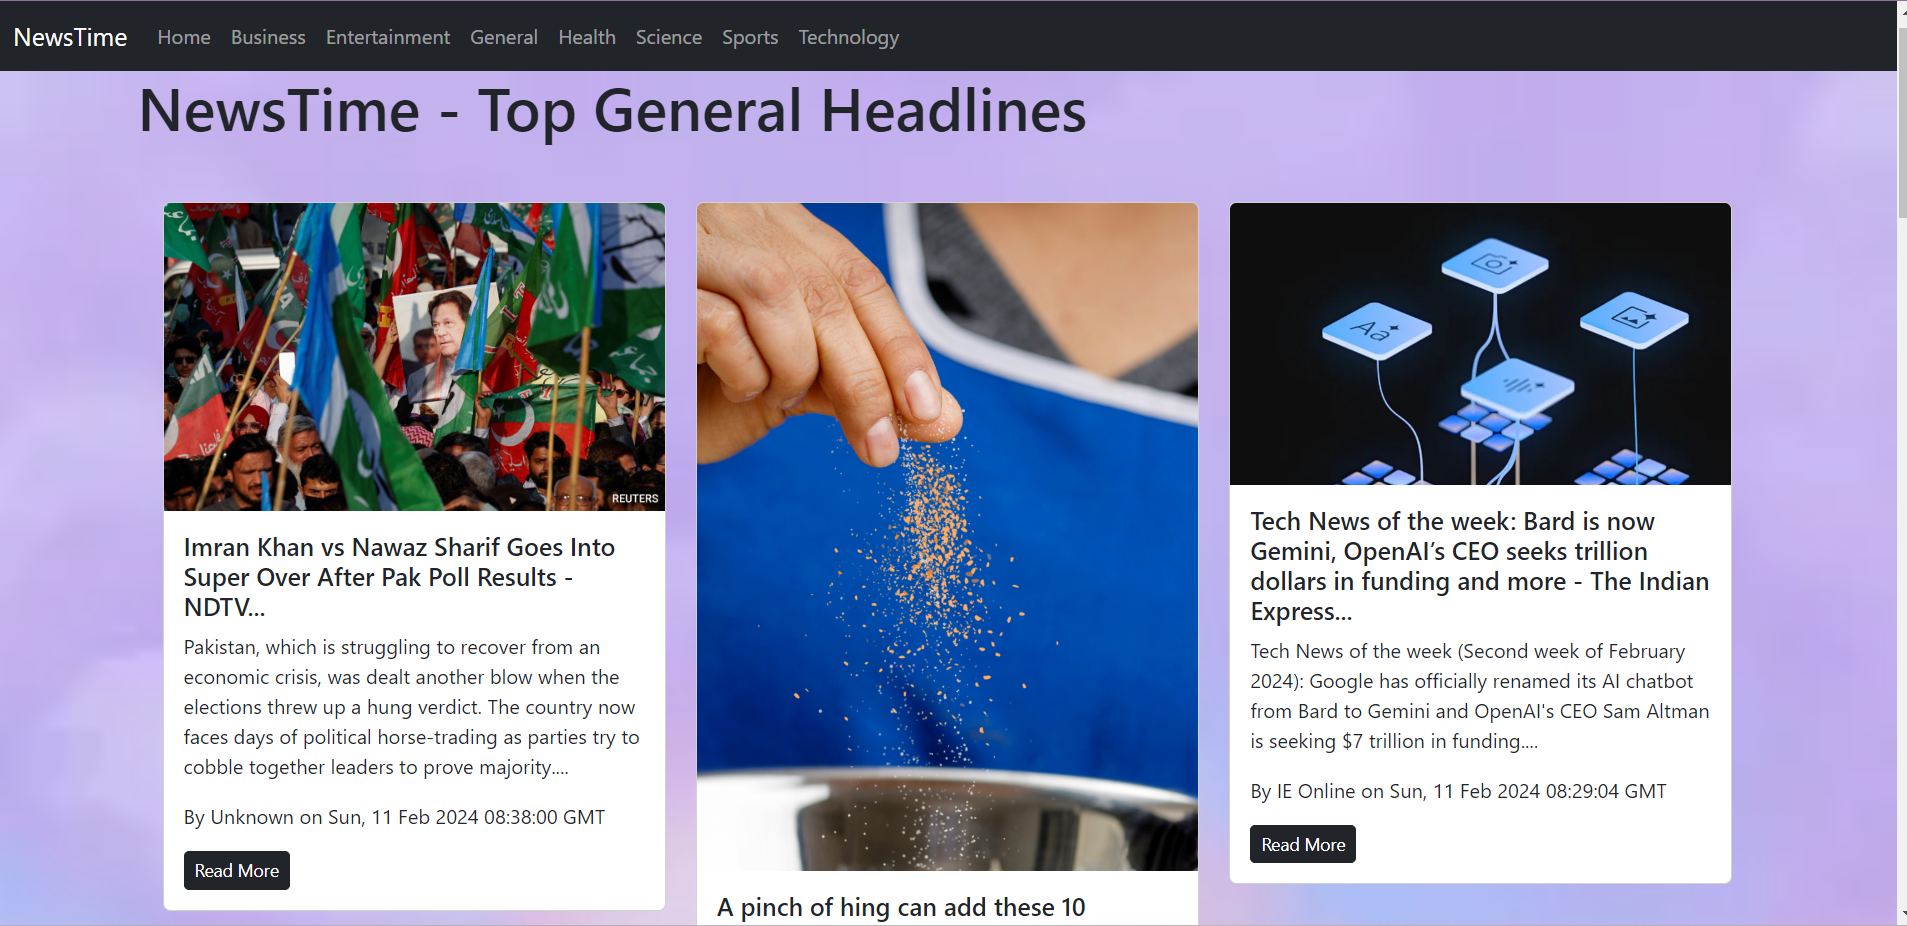 NewsTime Home Business Entertainment General Health Science Sports Technology
NewsTime - Top General Headlines
REUTERS
Imran Khan vs Nawaz Sharif Goes Into
Super Over After Pak Poll Results -
NDTV...
Pakistan, which is struggling to recover from an
economic crisis, was dealt another blow when the
elections threw up a hung verdict. The country now
faces days of political horse-trading as parties try to
cobble together leaders to prove majority....
By Unknown on Sun, 11 Feb 2024 08:38:00 GMT
Read More
A pinch of hing can add these 10
Aa
Tech News of the week: Bard is now
Gemini, OpenAI’s CEO seeks trillion
dollars in funding and more - The Indian
Express...
Tech News of the week (Second week of February
2024): Google has officially renamed its AI chatbot
from Bard to Gemini and OpenAI's CEO Sam Altman
is seeking $7 trillion in funding....
By IE Online on Sun, 11 Feb 2024 08:29:04 GMT
Read More